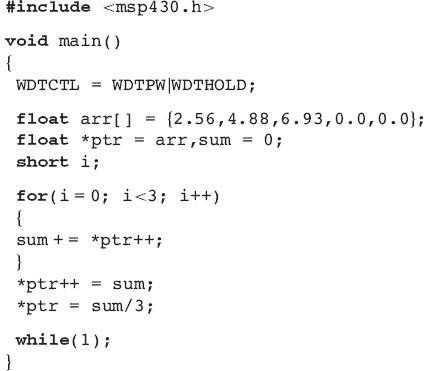 #include <msp430.h>
void main()
{
WDTCTL = WDTPW|WDTHOLD;
float arr[] = {2.56,4.88,6.93,0.0,0.0};
float *ptr = arr,sum = 0;
short i;
for(i=0; i<3; i++)
{
sum+= *ptr++;
}
*ptr++ = sum;
*ptr = sum/3;
while(1);
}